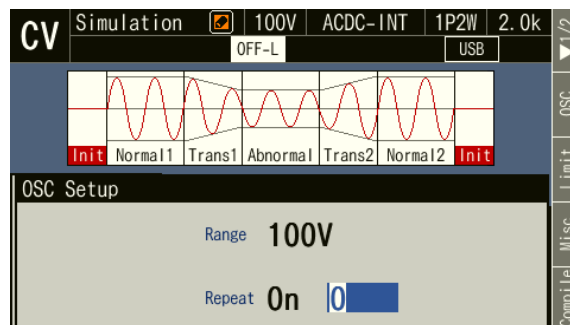 CV Simulation 100V ACDC-INT 1P2W 2.0k
OFF-L USB
Init Normal1 Trans1 Abnormal Trans2 Normal2 Init
OSC Setup
Range 100V
Repeat On 0
▼1/2
OSC
Limit
Misc
Compile